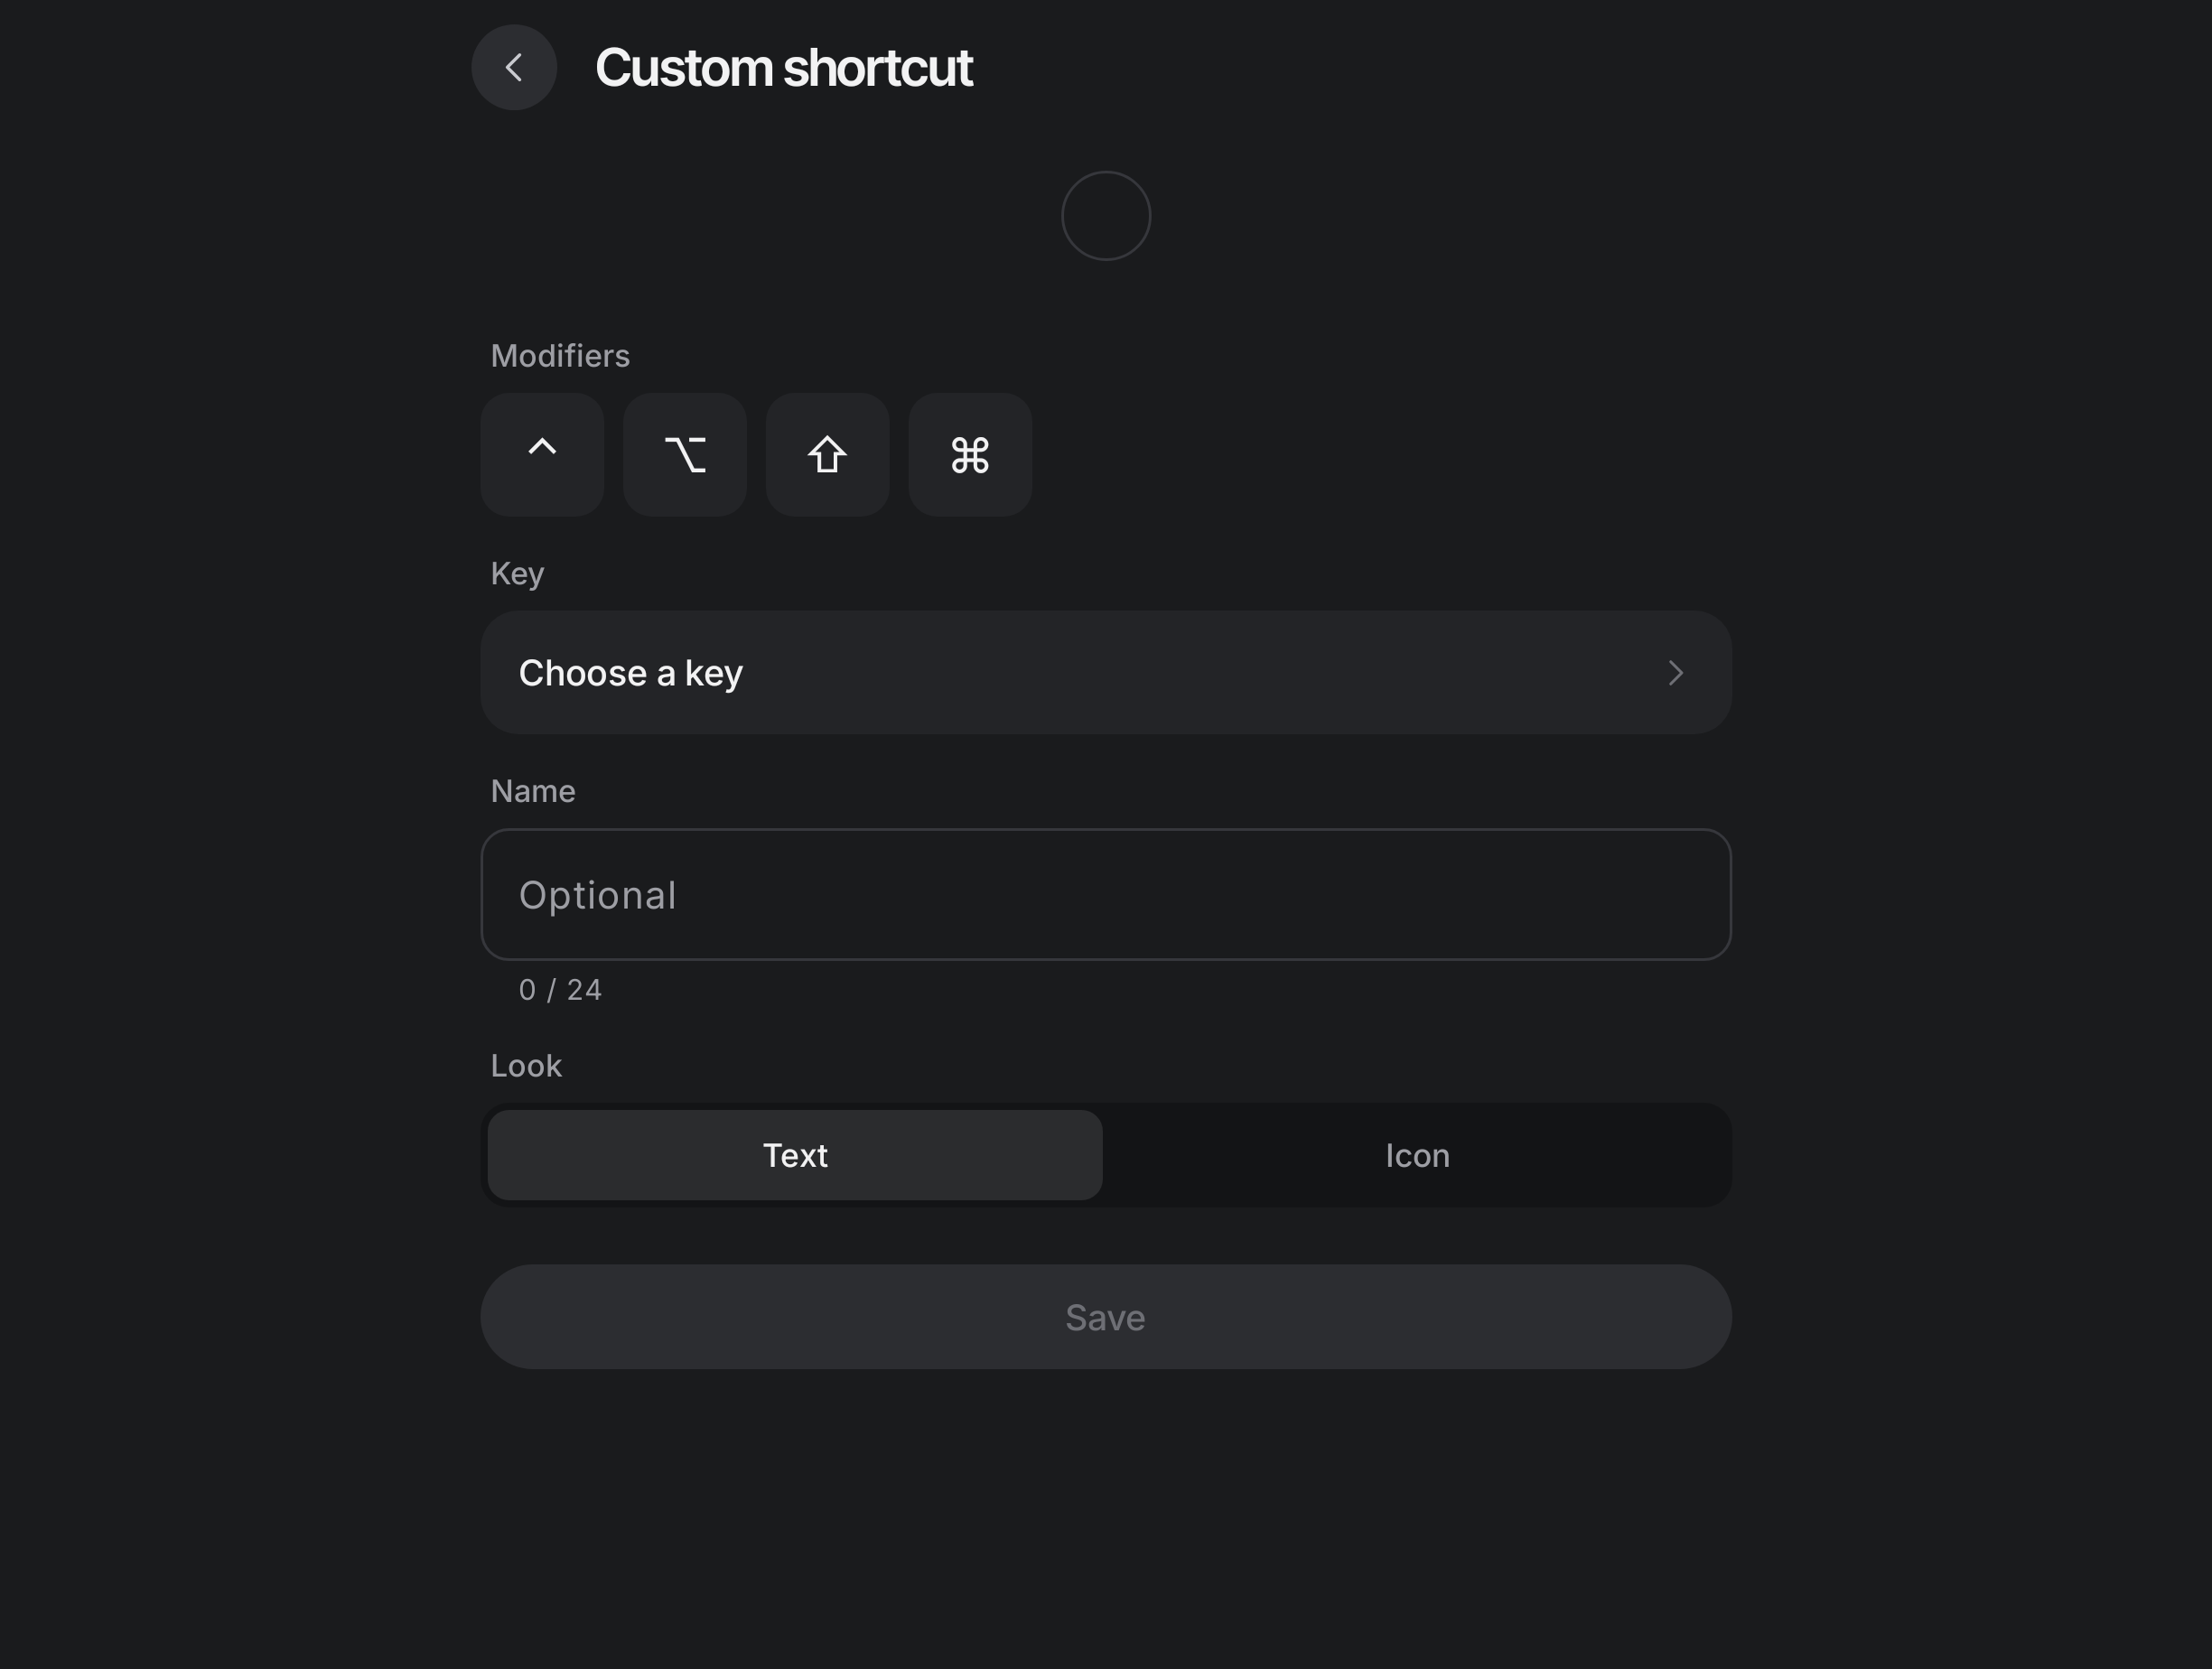 Custom shortcut
Modifiers
⌃ ⌥ ⇧ ⌘
Key
Choose a key
Name
Optional
0 / 24
Look
Text Icon
Save